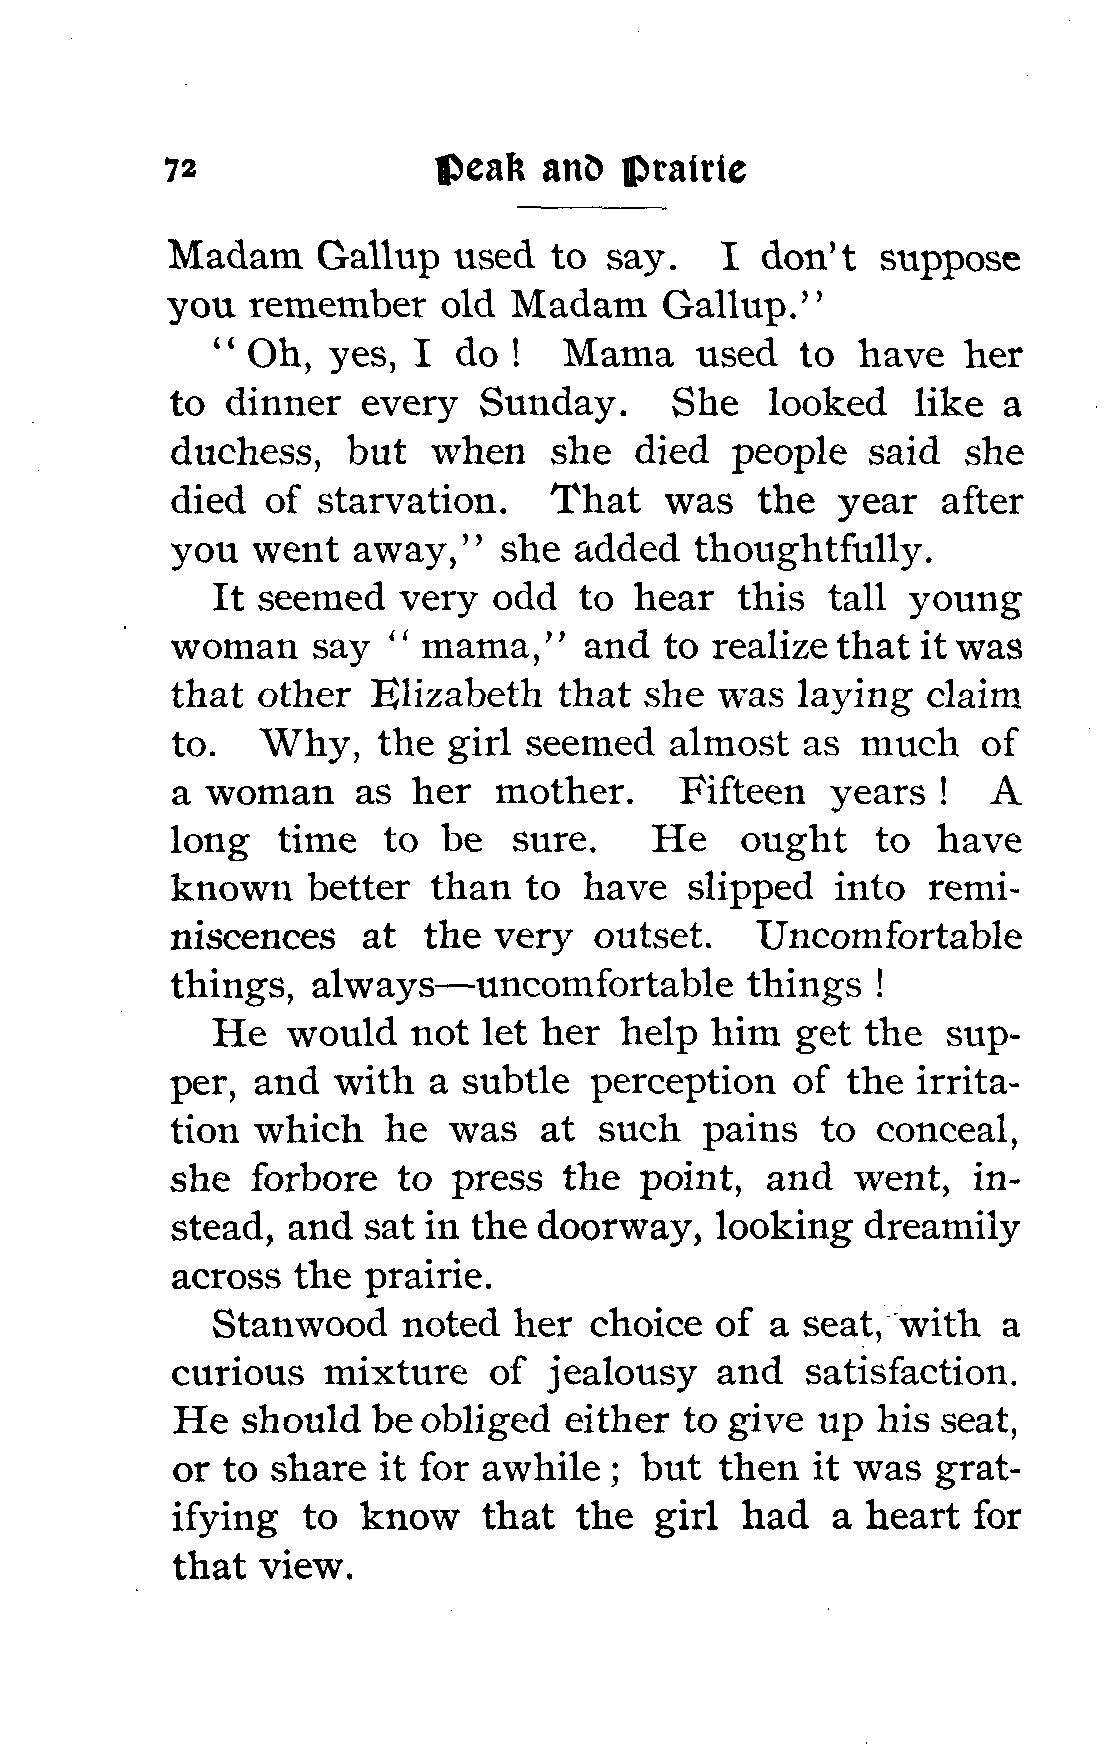 72 Peak and Prairie
Madam Gallup used to say. I don't suppose
you remember old Madam Gallup."
"Oh, yes, I do! Mama used to have her
to dinner every Sunday. She looked like a
duchess, but when she died people said she
died of starvation. That was the year after
you went away," she added thoughtfully.
It seemed very odd to hear this tall young
woman say "mama," and to realize that it was
that other Elizabeth that she was laying claim
to. Why, the girl seemed almost as much of
a woman as her mother. Fifteen years! A
long time to be sure. He ought to have
known better than to have slipped into remi-
niscences at the very outset. Uncomfortable
things, always—uncomfortable things!
He would not let her help him get the sup-
per, and with a subtle perception of the irrita-
tion which he was at such pains to conceal,
she forbore to press the point, and went, in-
stead, and sat in the doorway, looking dreamily
across the prairie.
Stanwood noted her choice of a seat, with a
curious mixture of jealousy and satisfaction.
He should be obliged either to give up his seat,
or to share it for awhile; but then it was grat-
ifying to know that the girl had a heart for
that view.